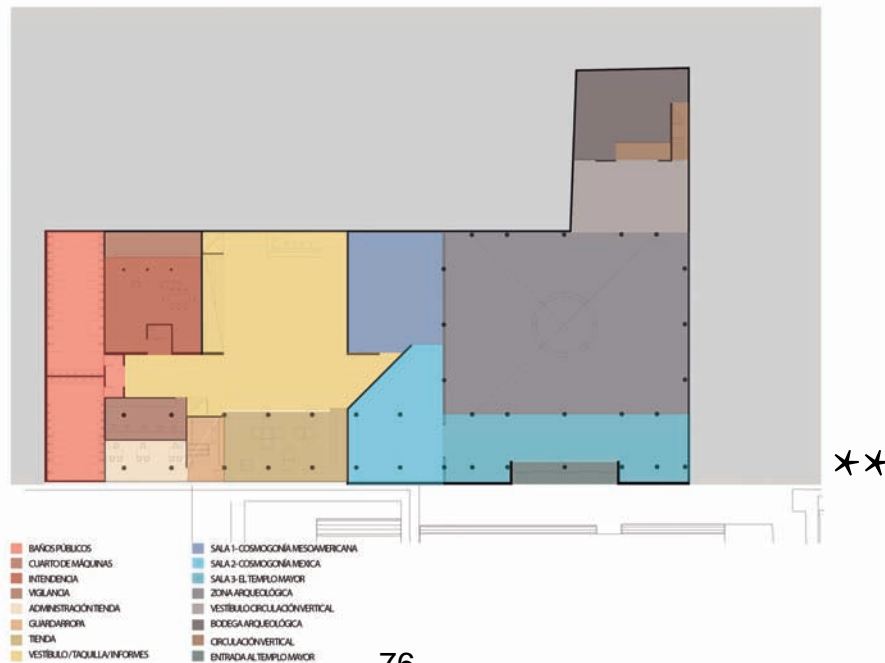 **
BAÑOS PÚBLICOS
CUARTO DE MÁQUINAS
INTENDENCIA
VIGILANCIA
ADMINISTRACIÓN TIENDA
GUARDARROPA
TIENDA
VESTÍBULO / TAQUILLA / INFORMES
SALA 1- COSMOGONÍA MESOAMERICANA
SALA 2- COSMOGONÍA MEXICA
SALA 3- EL TEMPLO MAYOR
ZONA ARQUEOLÓGICA
VESTÍBULO CIRCULACIÓN VERTICAL
BODEGA ARQUEOLÓGICA
CIRCULACIÓN VERTICAL
ENTRADA AL TEMPLO MAYOR
76